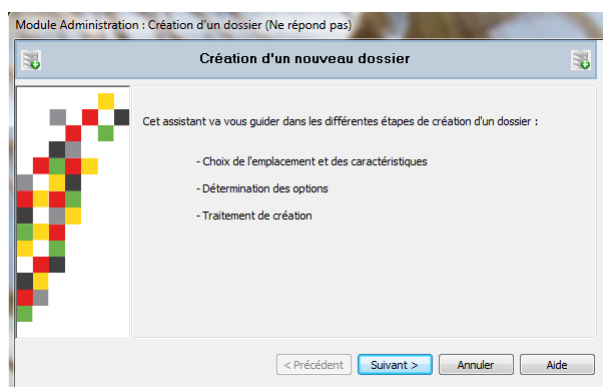 Module Administration : Création d'un dossier (Ne répond pas)
Création d'un nouveau dossier
Cet assistant va vous guider dans les différentes étapes de création d'un dossier :
- Choix de l'emplacement et des caractéristiques
- Détermination des options
- Traitement de création
< Précédent Suivant > Annuler Aide